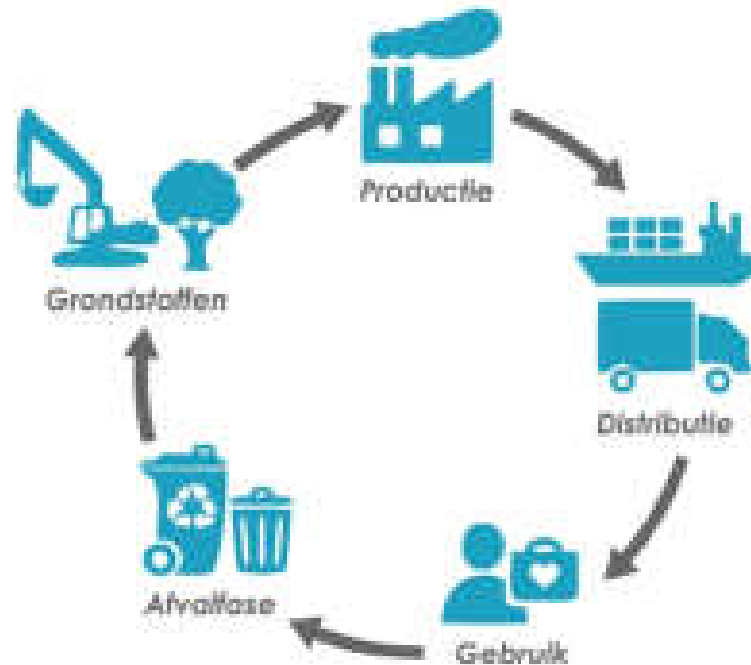 Productie
Distributie
Gebruik
Afvalfase
Grondstoffen